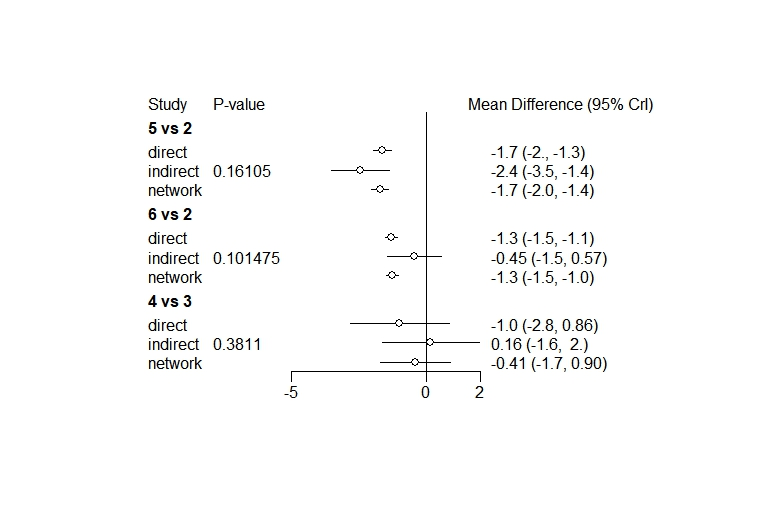 Study P-value Mean Difference (95% CrI)
5 vs 2
direct -1.7 (-2., -1.3)
indirect 0.16105 -2.4 (-3.5, -1.4)
network -1.7 (-2.0, -1.4)
6 vs 2
direct -1.3 (-1.5, -1.1)
indirect 0.101475 -0.45 (-1.5, 0.57)
network -1.3 (-1.5, -1.0)
4 vs 3
direct -1.0 (-2.8, 0.86)
indirect 0.3811 0.16 (-1.6, 2.)
network -0.41 (-1.7, 0.90)
-5 0 2